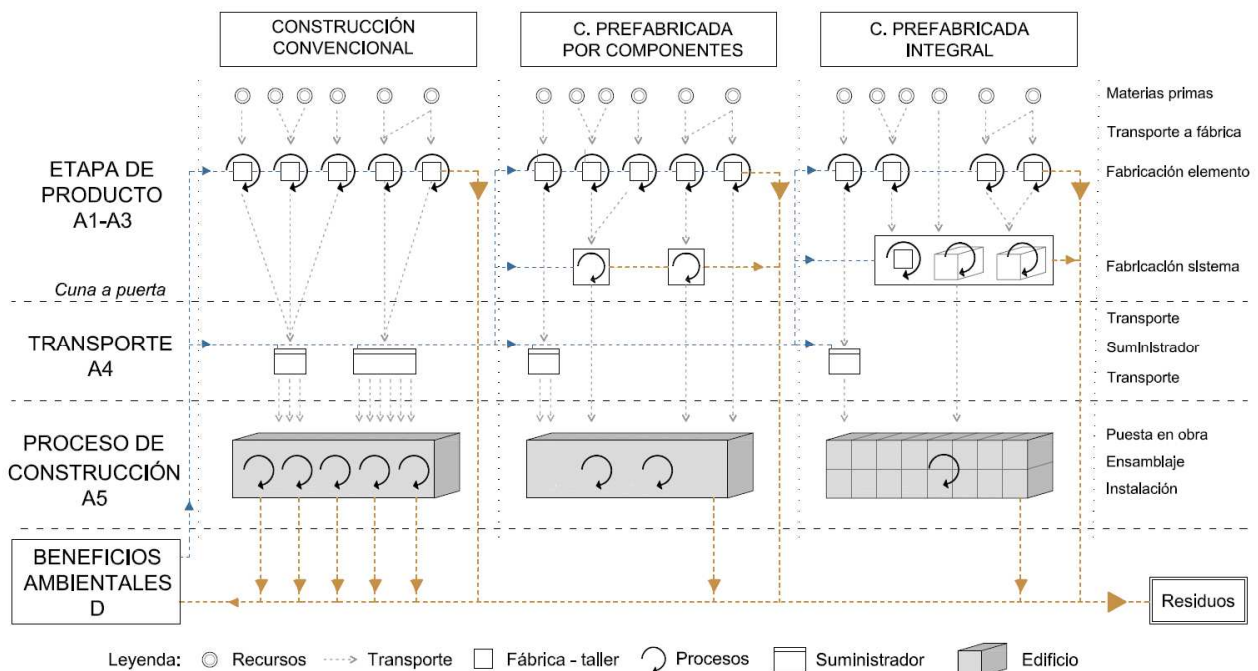 CONSTRUCCIÓN
CONVENCIONAL
C. PREFABRICADA
POR COMPONENTES
C. PREFABRICADA
INTEGRAL
Materias primas
Transporte a fábrica
ETAPA DE
PRODUCTO
A1-A3
Fabricación elemento
Fabricación sistema
Cuna a puerta
TRANSPORTE
A4
Transporte
Suministrador
Transporte
PROCESO DE
CONSTRUCCIÓN
A5
Puesta en obra
Ensamblaje
Instalación
BENEFICIOS
AMBIENTALES
D
Residuos
Leyenda: Recursos Transporte Fábrica - taller Procesos Suministrador Edificio